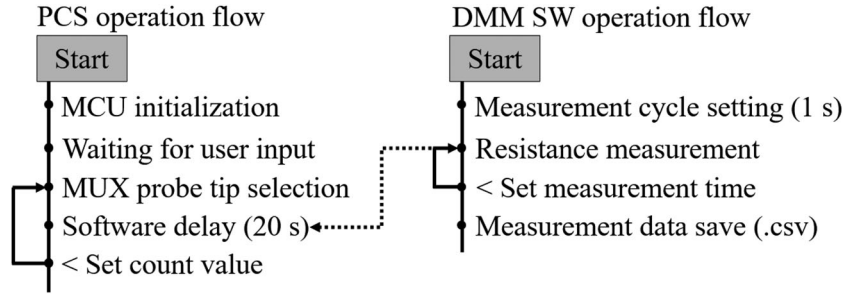 PCS operation flow
Start
MCU initialization
Waiting for user input
MUX probe tip selection
Software delay (20 s)
< Set count value
DMM SW operation flow
Start
Measurement cycle setting (1 s)
Resistance measurement
< Set measurement time
Measurement data save (.csv)